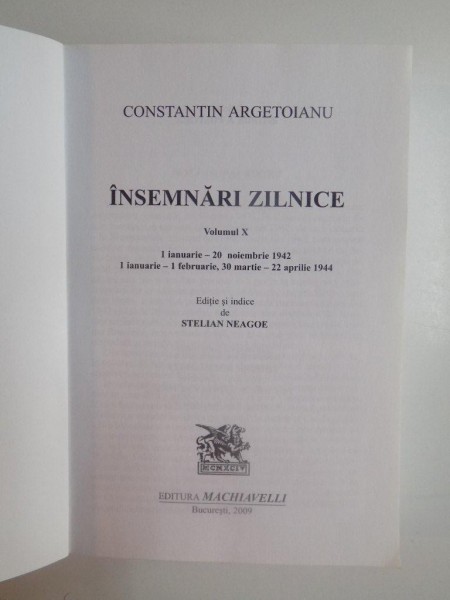 CONSTANTIN ARGETOIANU
ÎNSEMNĂRI ZILNICE
Volumul X
1 ianuarie – 20 noiembrie 1942
1 ianuarie – 1 februarie, 30 martie – 22 aprilie 1944
Ediție și indice
de
STELIAN NEAGOE
MCMXCIV
EDITURA MACHIAVELLI
București, 2009